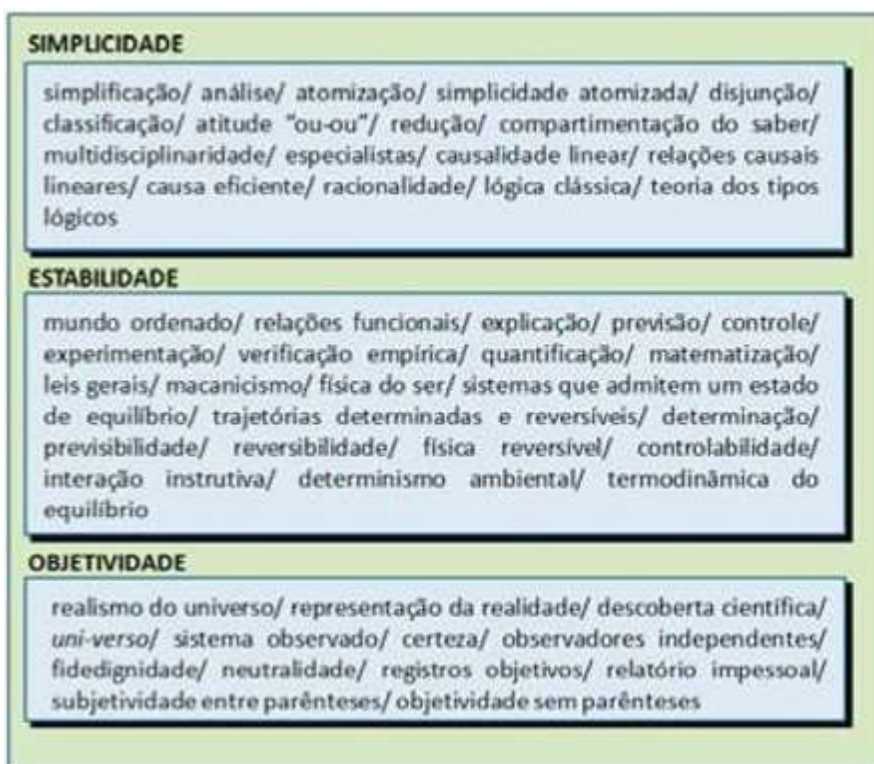 SIMPLICIDADE
simplificação/ análise/ atomização/ simplicidade atomizada/ disjunção/
classificação/ atitude "ou-ou"/ redução/ compartimentação do saber/
multidisciplinaridade/ especialistas/ causalidade linear/ relações causais
lineares/ causa eficiente/ racionalidade/ lógica clássica/ teoria dos tipos
lógicos
ESTABILIDADE
mundo ordenado/ relações funcionais/ explicação/ previsão/ controle/
experimentação/ verificação empírica/ quantificação/ matematização/
leis gerais/ macanicismo/ física do ser/ sistemas que admitem um estado
de equilíbrio/ trajetórias determinadas e reversíveis/ determinação/
previsibilidade/ reversibilidade/ física reversível/ controlabilidade/
interação instrutiva/ determinismo ambiental/ termodinâmica do
equilíbrio
OBJETIVIDADE
realismo do universo/ representação da realidade/ descoberta científica/
uni-verso/ sistema observado/ certeza/ observadores independentes/
fidedignidade/ neutralidade/ registros objetivos/ relatório impessoal/
subjetividade entre parênteses/ objetividade sem parênteses